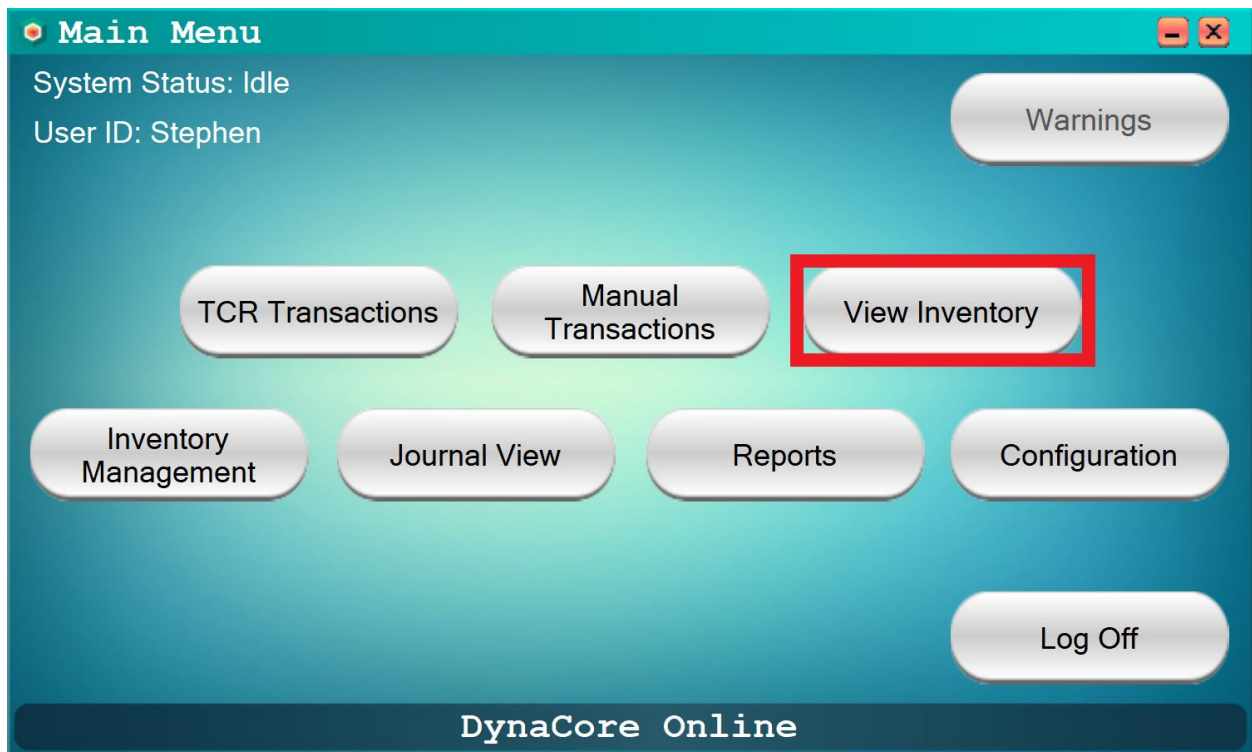 Main Menu
System Status: Idle
User ID: Stephen
Warnings
TCR Transactions
Manual
Transactions
View Inventory
Inventory
Management
Journal View
Reports
Configuration
Log Off
DynaCore Online